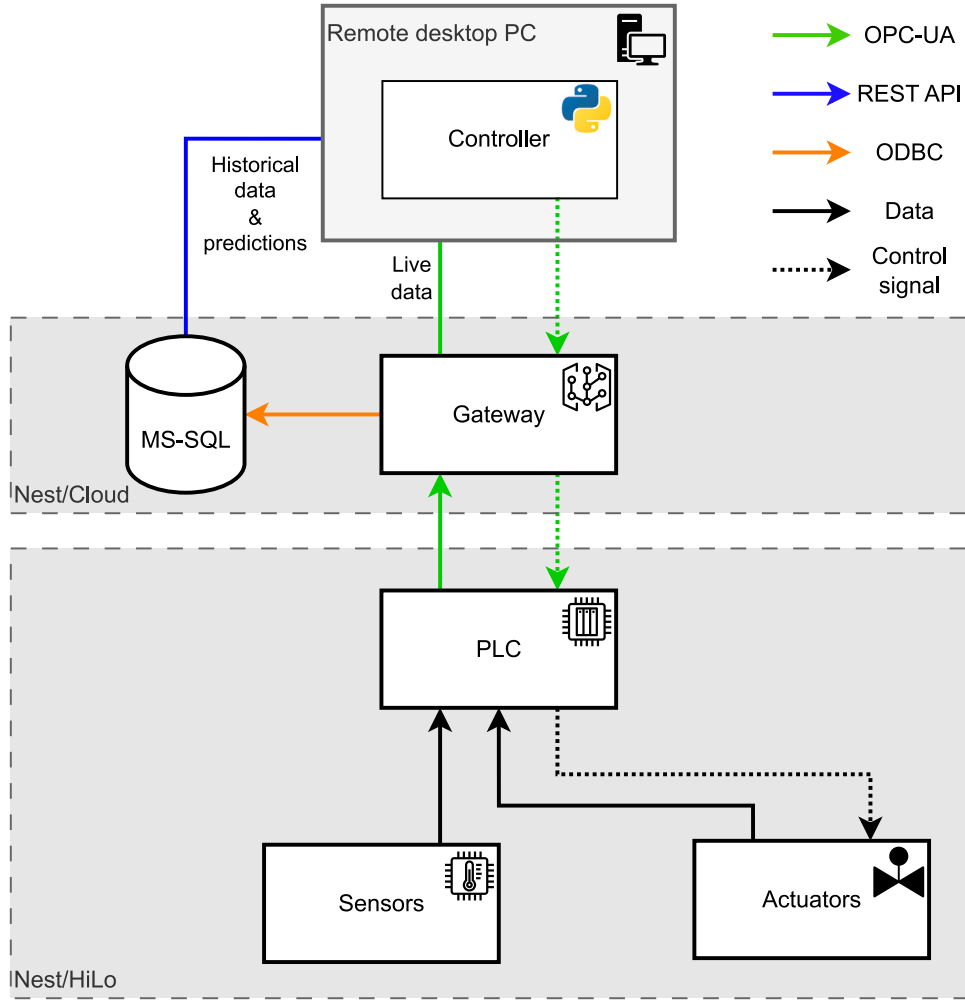 Remote desktop PC
Controller
OPC-UA
REST API
ODBC
Data
Control
signal
Historical
data
&
predictions
Live
data
Gateway
MS-SQL
Nest/Cloud
PLC
Sensors
Actuators
Nest/HiLo